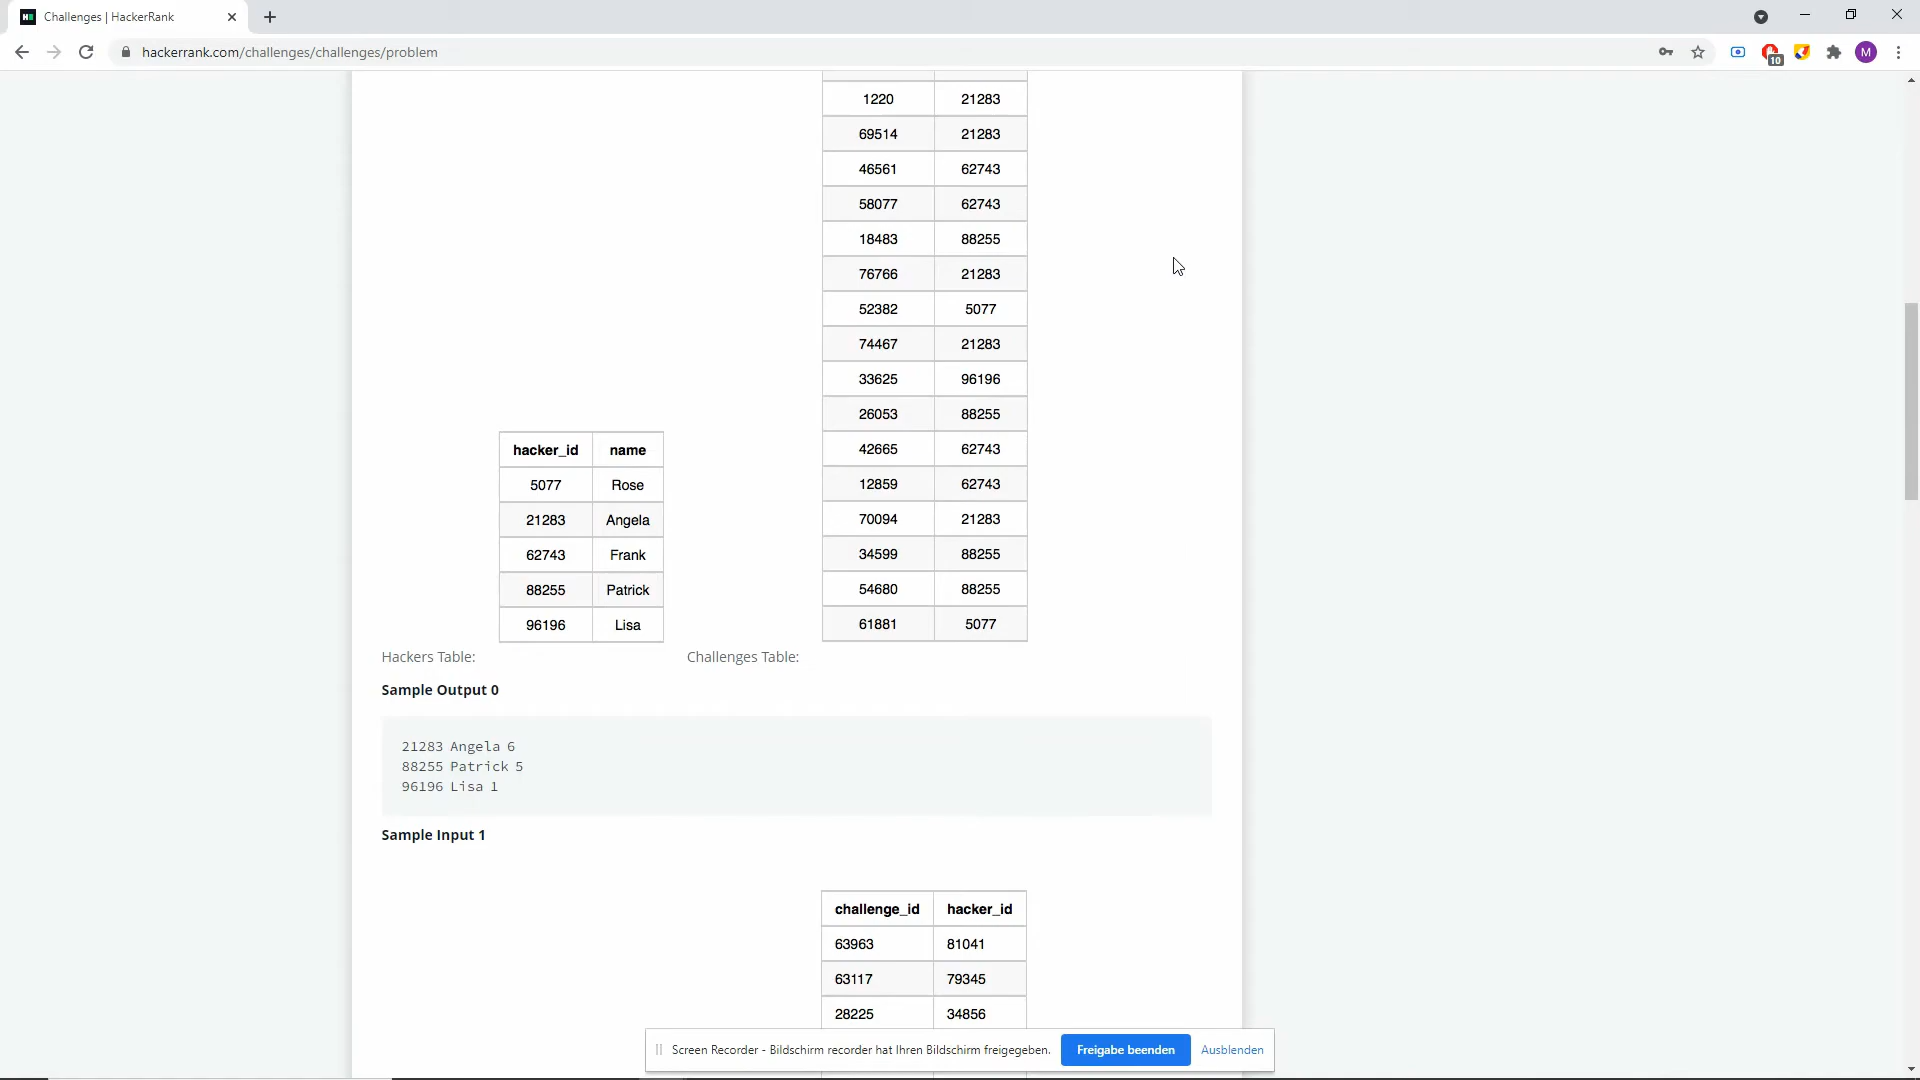 Challenges | HackerRank
hackerrank.com/challenges/challenges/problem
10
M
1220 21283
69514 21283
46561 62743
58077 62743
18483 88255
76766 21283
52382 5077
74467 21283
33625 96196
26053 88255
42665 62743
12859 62743
70094 21283
34599 88255
54680 88255
61881 5077
hacker_id name
5077 Rose
21283 Angela
62743 Frank
88255 Patrick
96196 Lisa
Hackers Table: Challenges Table:
Sample Output 0
21283 Angela 6
88255 Patrick 5
96196 Lisa 1
Sample Input 1
challenge_id hacker_id
63963 81041
63117 79345
28225 34856
Screen Recorder - Bildschirm recorder hat Ihren Bildschirm freigegeben. Freigabe beenden Ausblenden